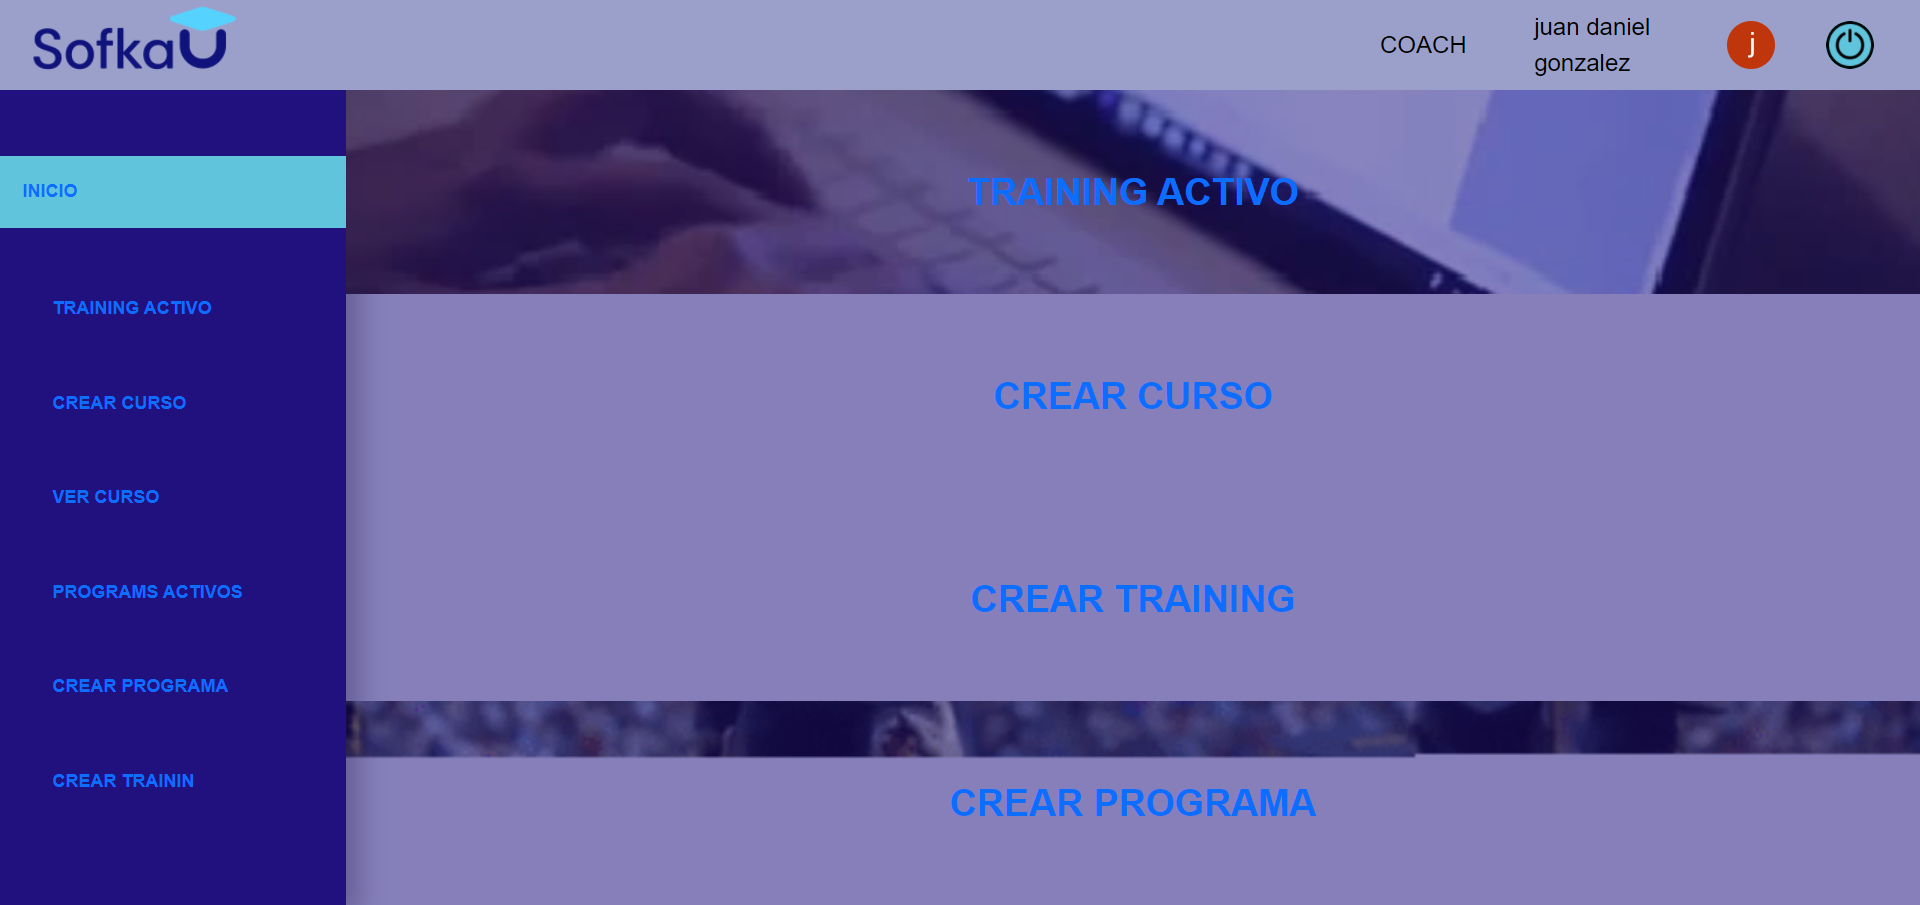 SofkaU
COACH
juan daniel
gonzalez
j
INICIO
TRAINING ACTIVO
CREAR CURSO
VER CURSO
PROGRAMS ACTIVOS
CREAR PROGRAMA
CREAR TRAININ
TRAINING ACTIVO
CREAR CURSO
CREAR TRAINING
CREAR PROGRAMA